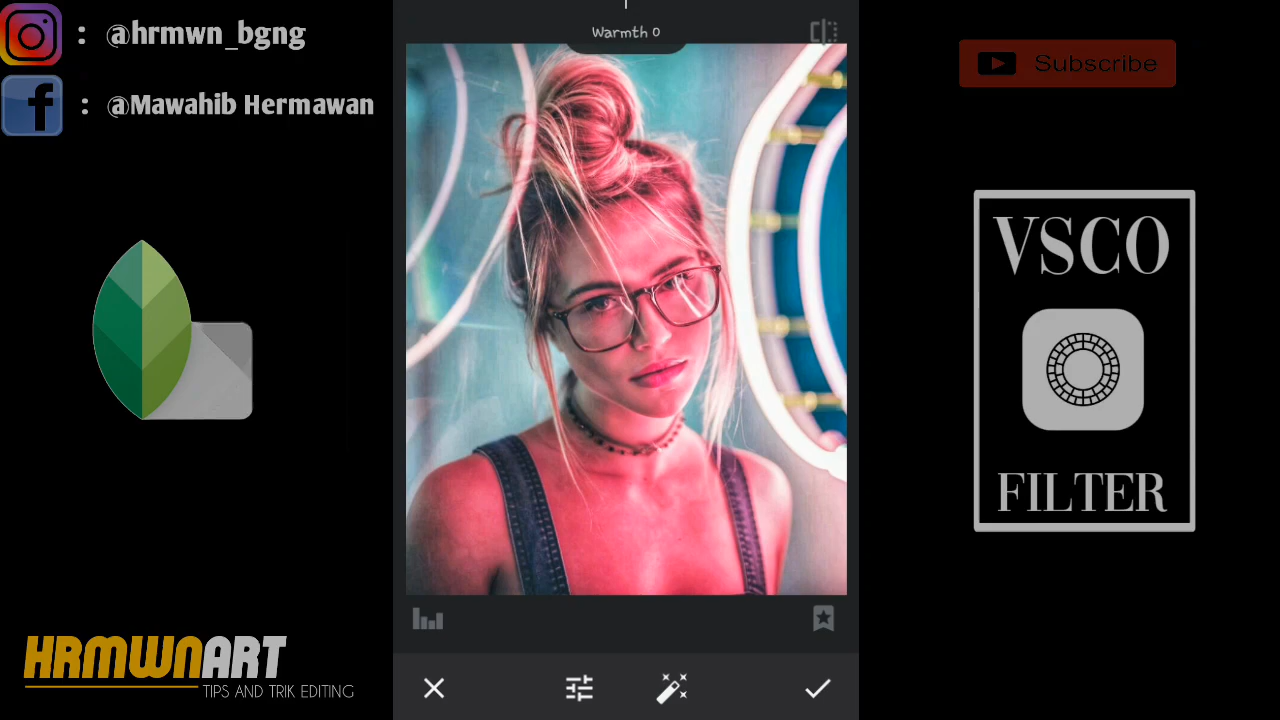 : @hrmwn_bgng
f : @Mawahib Hermawan
Warmth 0
Subscribe
VSCO
FILTER
HRMWNART
TIPS AND TRIK EDITING